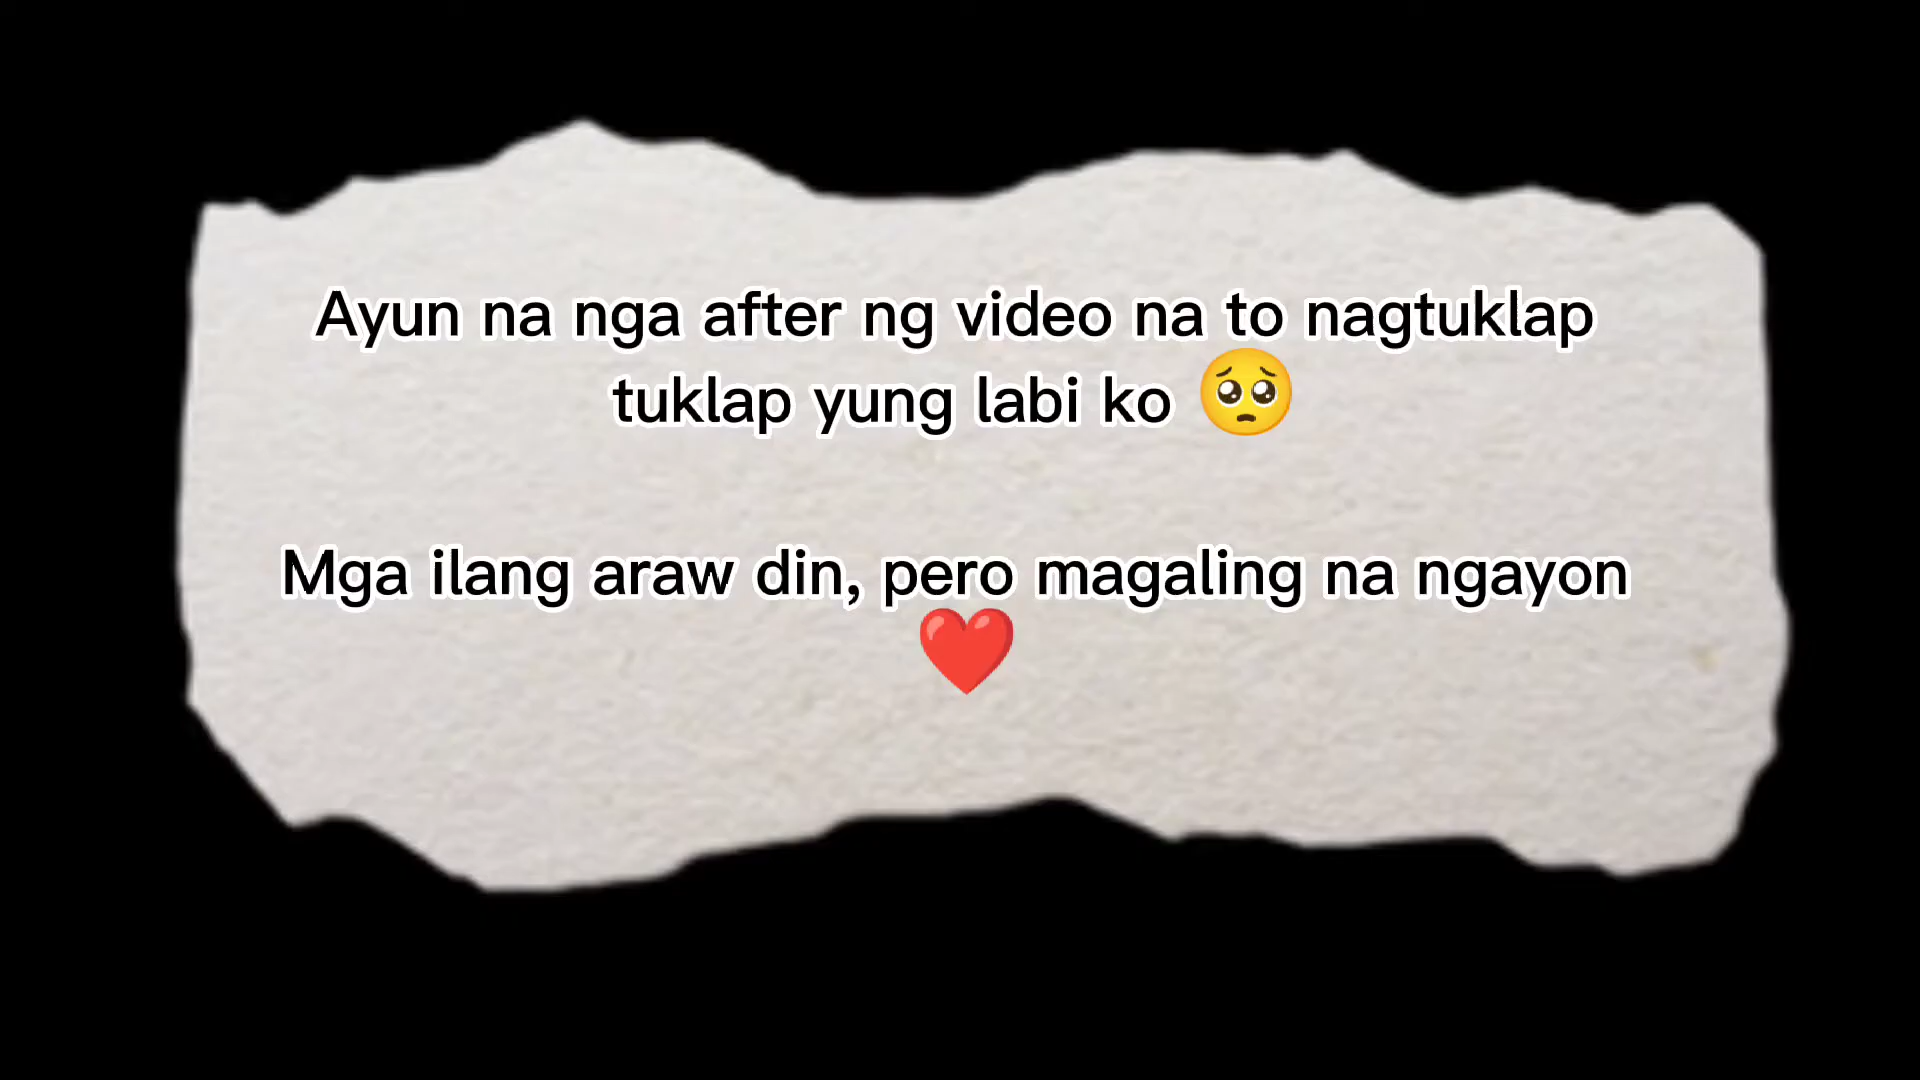 Ayun na nga after ng video na to nagtuklap
tuklap yung labi ko 🥺
Mga ilang araw din, pero magaling na ngayon
❤️